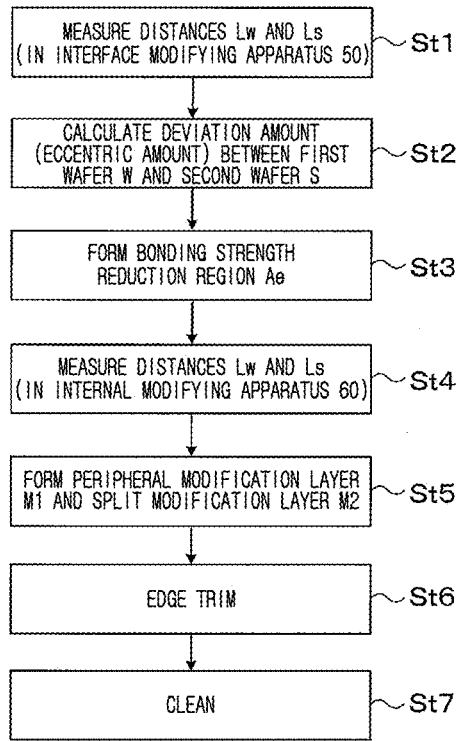 MEASURE DISTANCES Lw AND Ls
(IN INTERFACE MODIFYING APPARATUS 50)
St1
CALCULATE DEVIATION AMOUNT
(ECCENTRIC AMOUNT) BETWEEN FIRST
WAFER W AND SECOND WAFER S
St2
FORM BONDING STRENGTH
REDUCTION REGION Ae
St3
MEASURE DISTANCES Lw AND Ls
(IN INTERNAL MODIFYING APPARATUS 60)
St4
FORM PERIPHERAL MODIFICATION LAYER
M1 AND SPLIT MODIFICATION LAYER M2
St5
EDGE TRIM
St6
CLEAN
St7